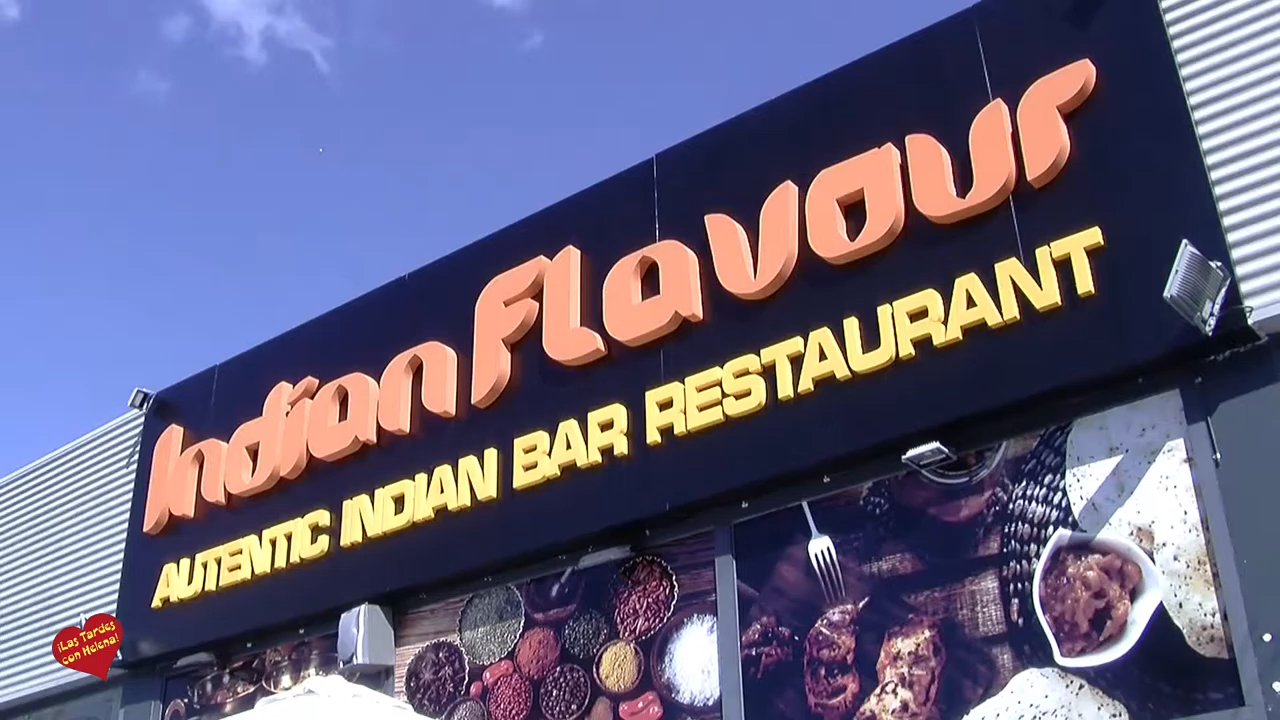 Indian Flavour
AUTENTIC INDIAN BAR RESTAURANT
¡Las Tardes
con Helena!